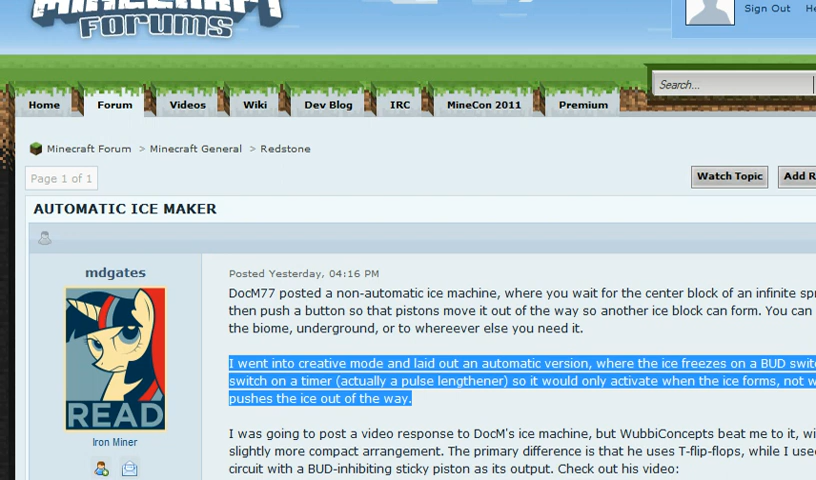 MINECRAFT
FORUMS
Sign Out
Search...
Home Forum Videos Wiki Dev Blog IRC MineCon 2011 Premium
Minecraft Forum > Minecraft General > Redstone
Page 1 of 1
Watch Topic Add R
AUTOMATIC ICE MAKER
mdgates
READ
Iron Miner
Posted Yesterday, 04:16 PM
DocM77 posted a non-automatic ice machine, where you wait for the center block of an infinite
then push a button so that pistons move it out of the way so another ice block can form. You can
the biome, underground, or to whereever else you need it.
I went into creative mode and laid out an automatic version, where the ice freezes on a BUD
switch on a timer (actually a pulse lengthener) so it would only activate when the ice forms, not
pushes the ice out of the way.
I was going to post a video response to DocM's ice machine, but WubbiConcepts beat me to it,
slightly more compact arrangement. The primary difference is that he uses T-flip-flops, while I
circuit with a BUD-inhibiting sticky piston as its output. Check out his video: